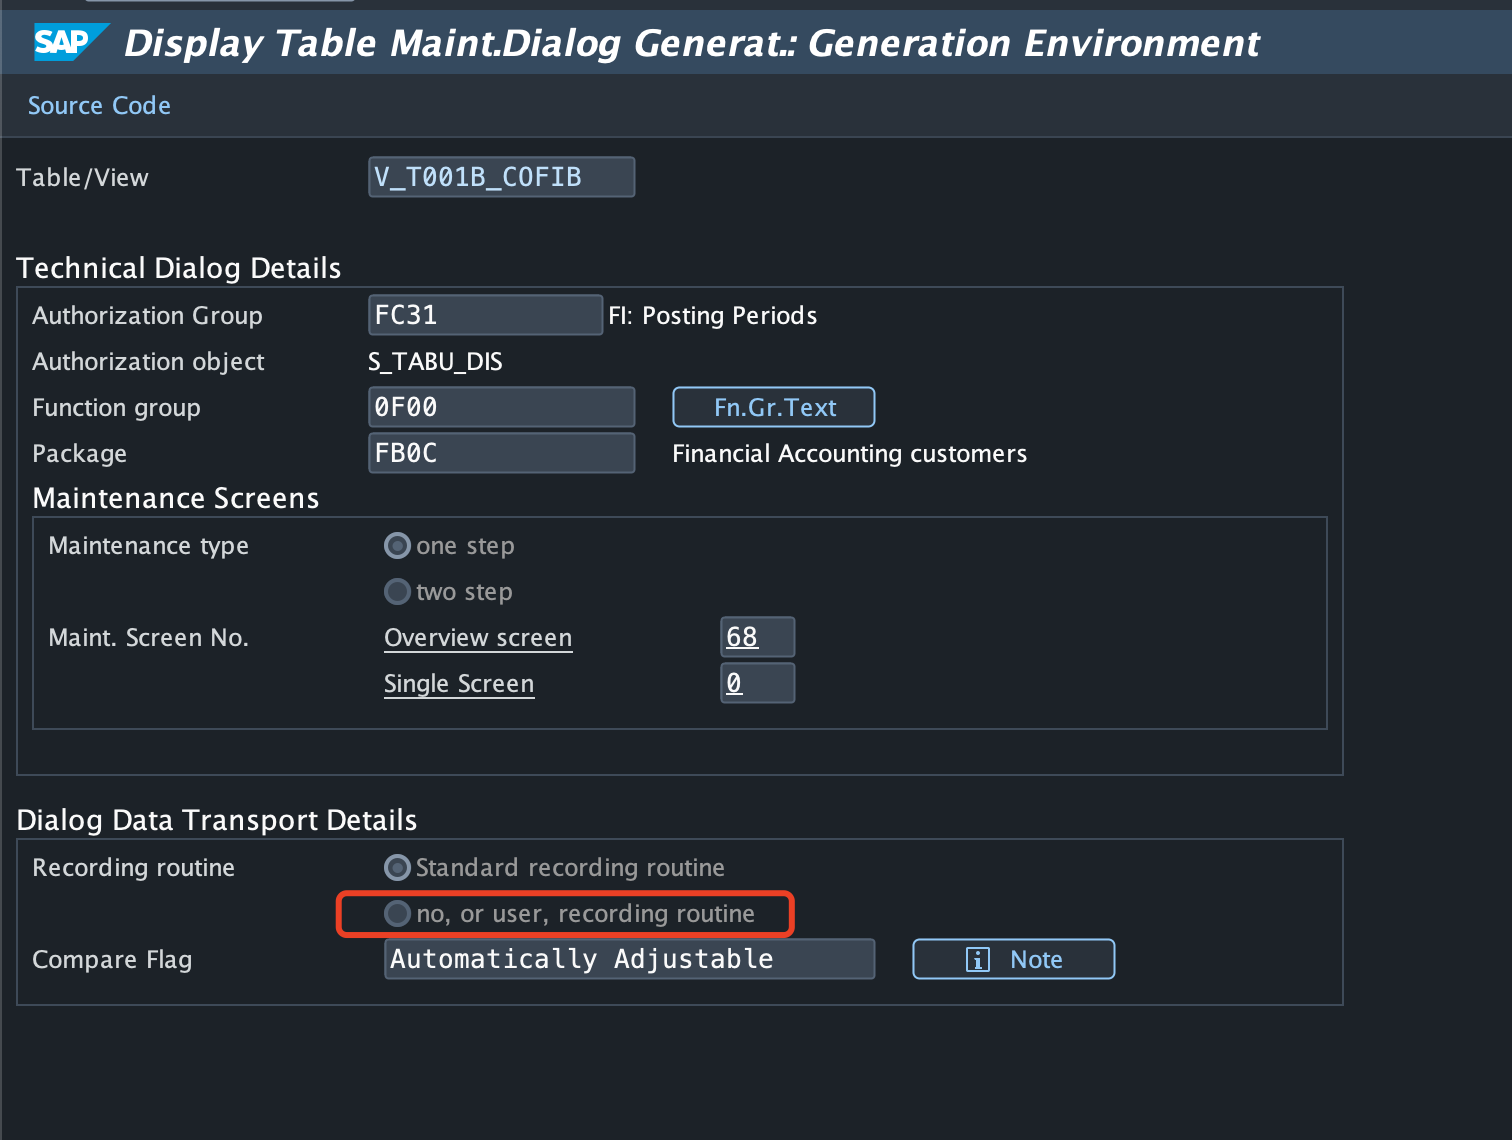 SAP Display Table Maint.Dialog Generat.: Generation Environment
Source Code
Table/View V_T001B_COFIB
Technical Dialog Details
Authorization Group FC31 FI: Posting Periods
Authorization object S_TABU_DIS
Function group 0F00 Fn.Gr.Text
Package FB0C Financial Accounting customers
Maintenance Screens
Maintenance type one step
two step
Maint. Screen No. Overview screen 68
Single Screen 0
Dialog Data Transport Details
Recording routine Standard recording routine
no, or user, recording routine
Compare Flag Automatically Adjustable Note